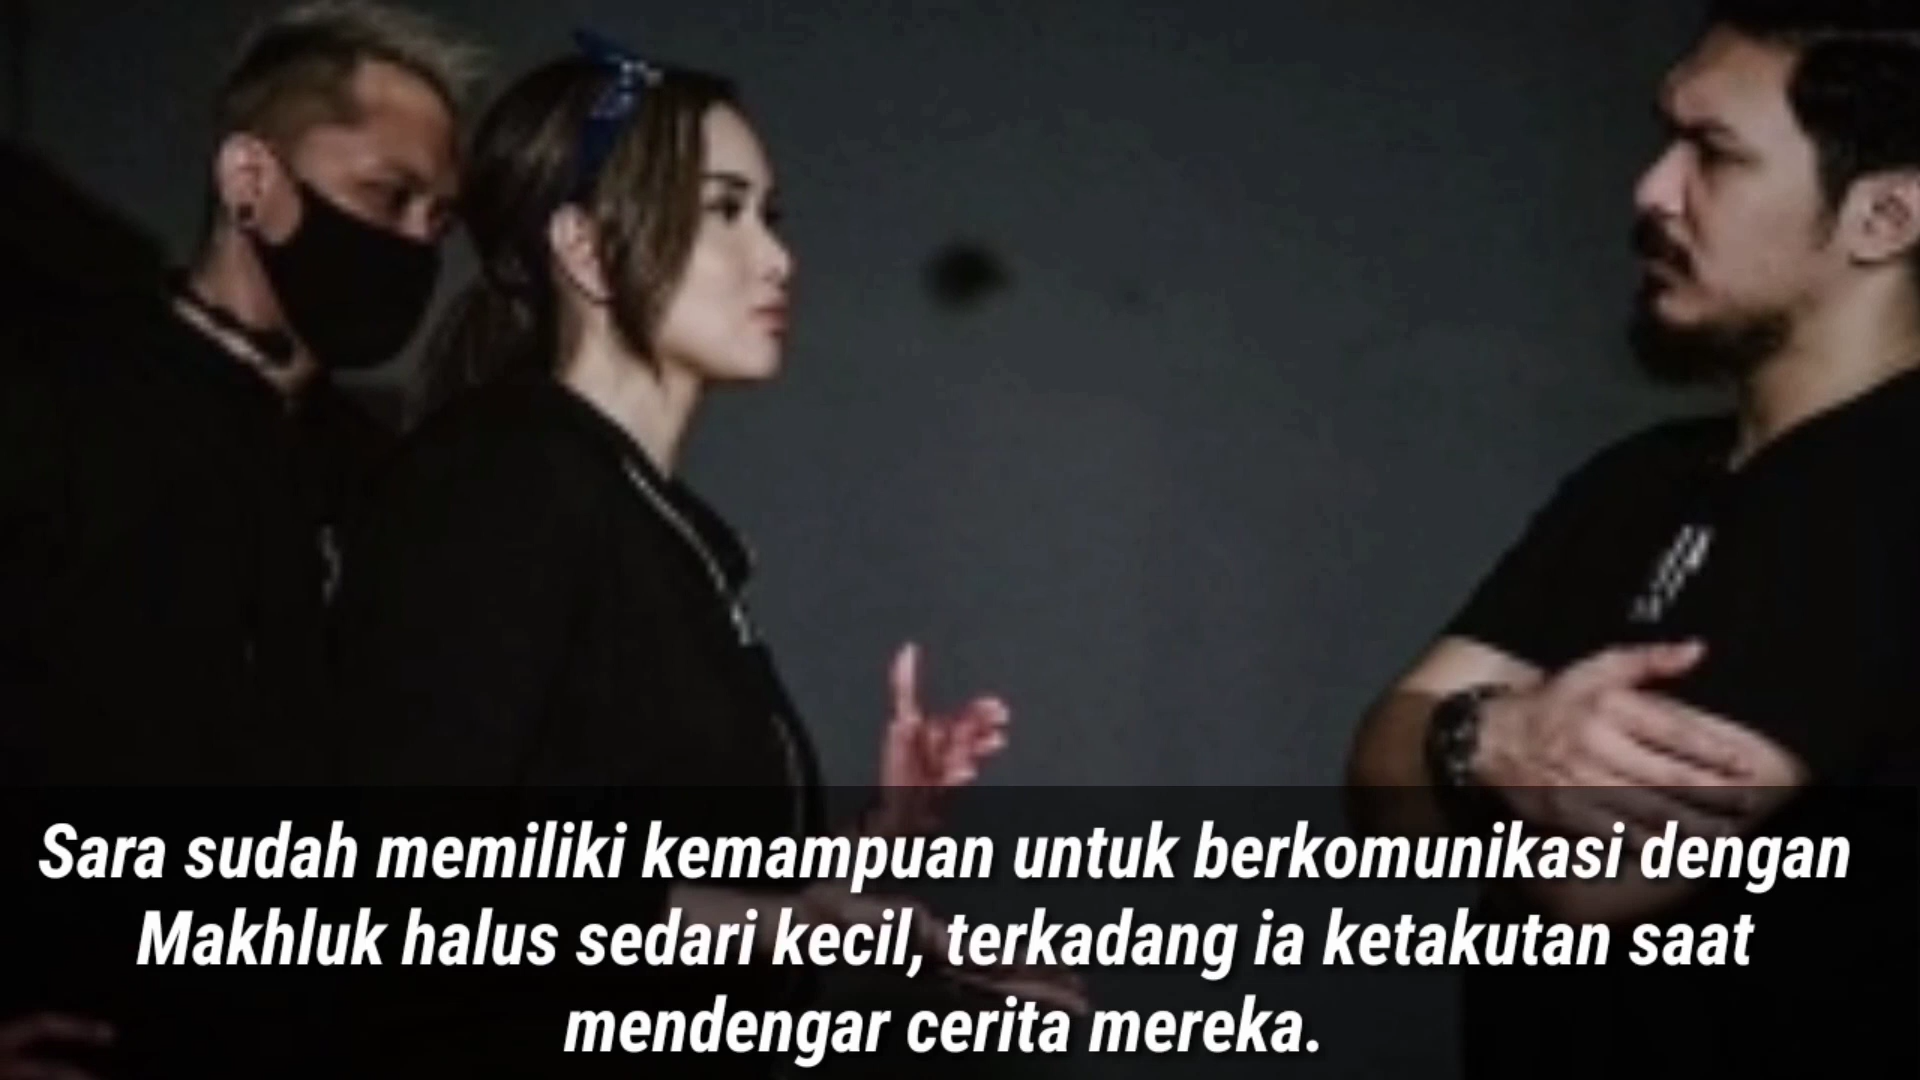 Sara sudah memiliki kemampuan untuk berkomunikasi dengan
Makhluk halus sedari kecil, terkadang ia ketakutan saat
mendengar cerita mereka.